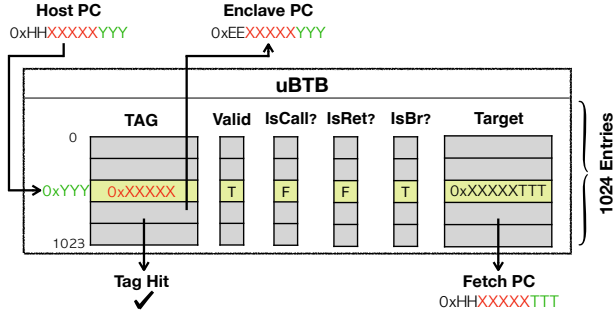 Host PC
Enclave PC
0xHHXXXXXYYY
0xEEXXXXXYYY
uBTB
TAG
Valid
IsCall?
IsRet?
IsBr?
Target
0
0xYYY
0xXXXXX
T
F
F
T
0xXXXXXTTT
1023
1024 Entries
Tag Hit
Fetch PC
0xHHXXXXXTTT